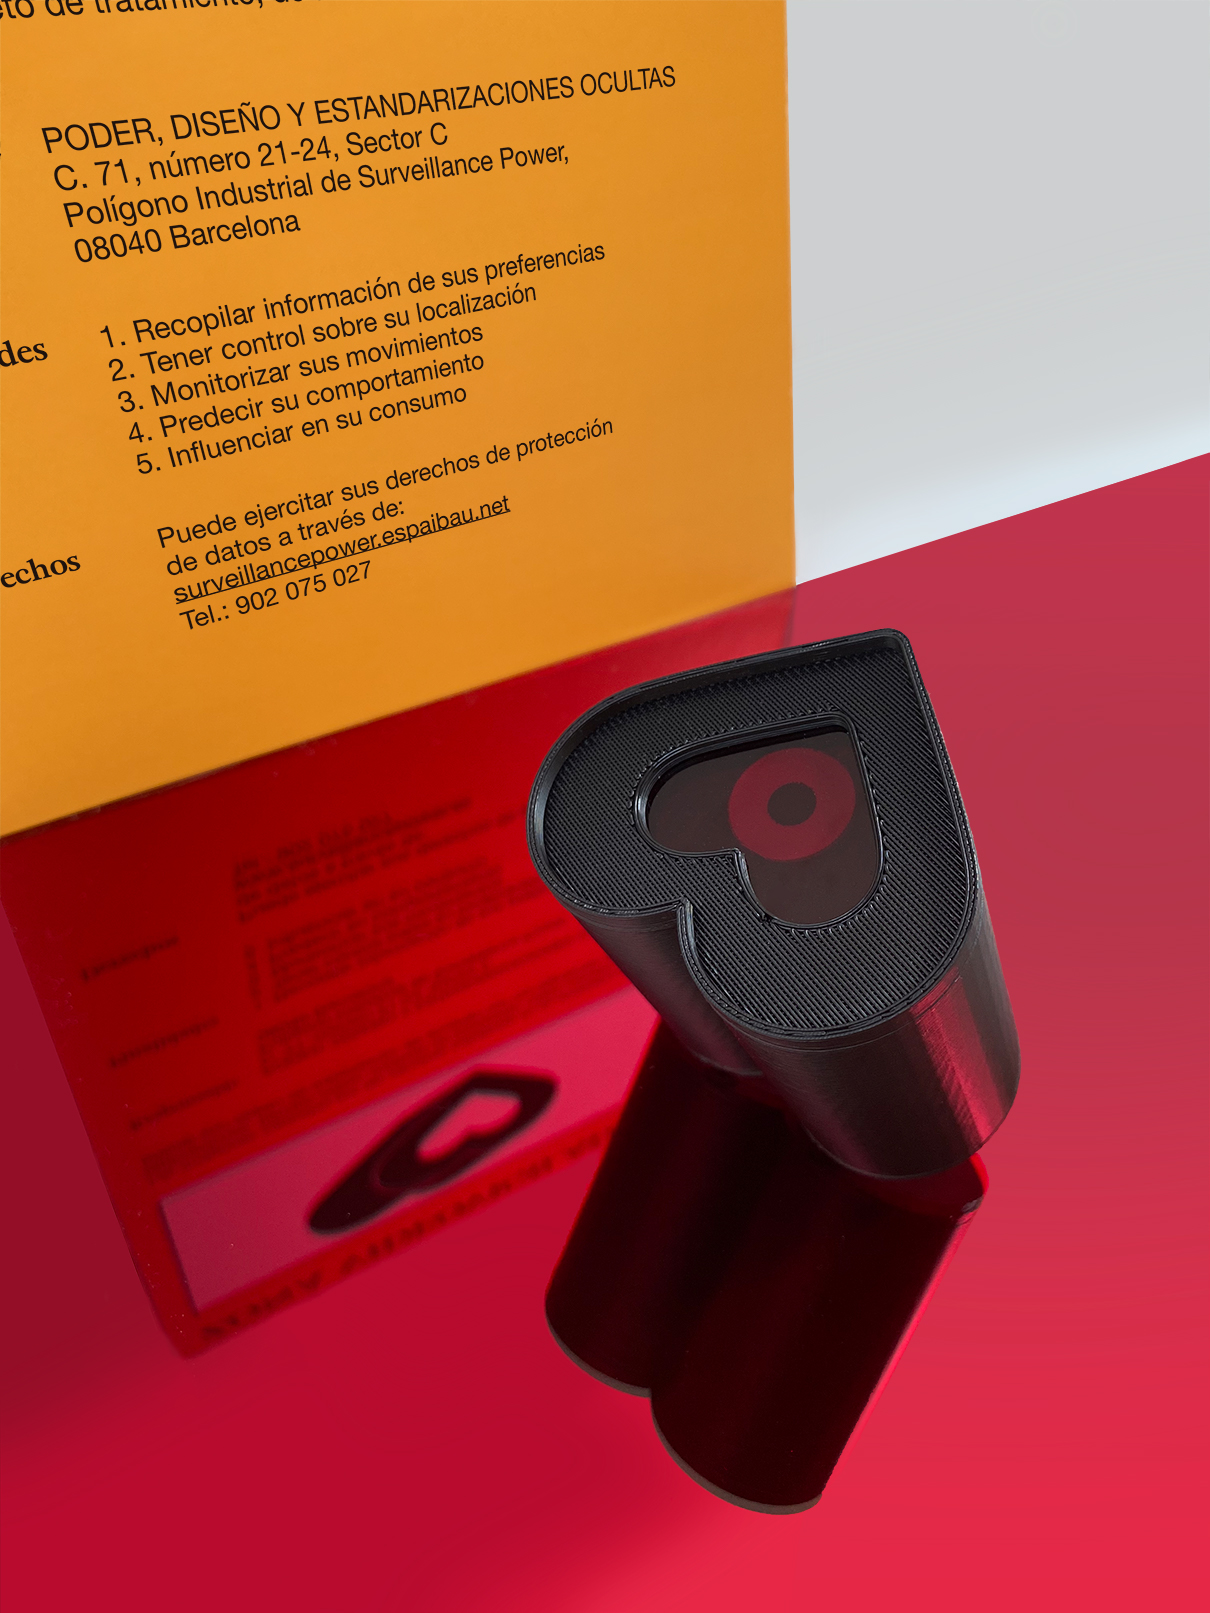 de tratamiento,
PODER, DISEÑO Y ESTANDARIZACIONES OCULTAS
C. 71, número 21-24, Sector C
Polígono Industrial de Surveillance Power,
08040 Barcelona
des
1. Recopilar información de sus preferencias
2. Tener control sobre su localización
3. Monitorizar sus movimientos
4. Predecir su comportamiento
5. Influenciar en su consumo
echos
Puede ejercitar sus derechos de protección
de datos a través de:
surveillancepower.espaibau.net
Tel.: 902 075 027